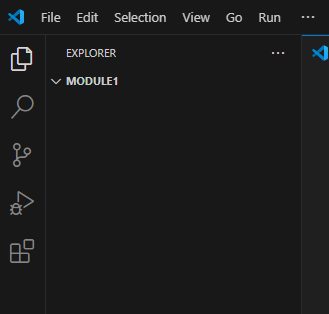 File Edit Selection View Go Run ···
EXPLORER ···
MODULE1